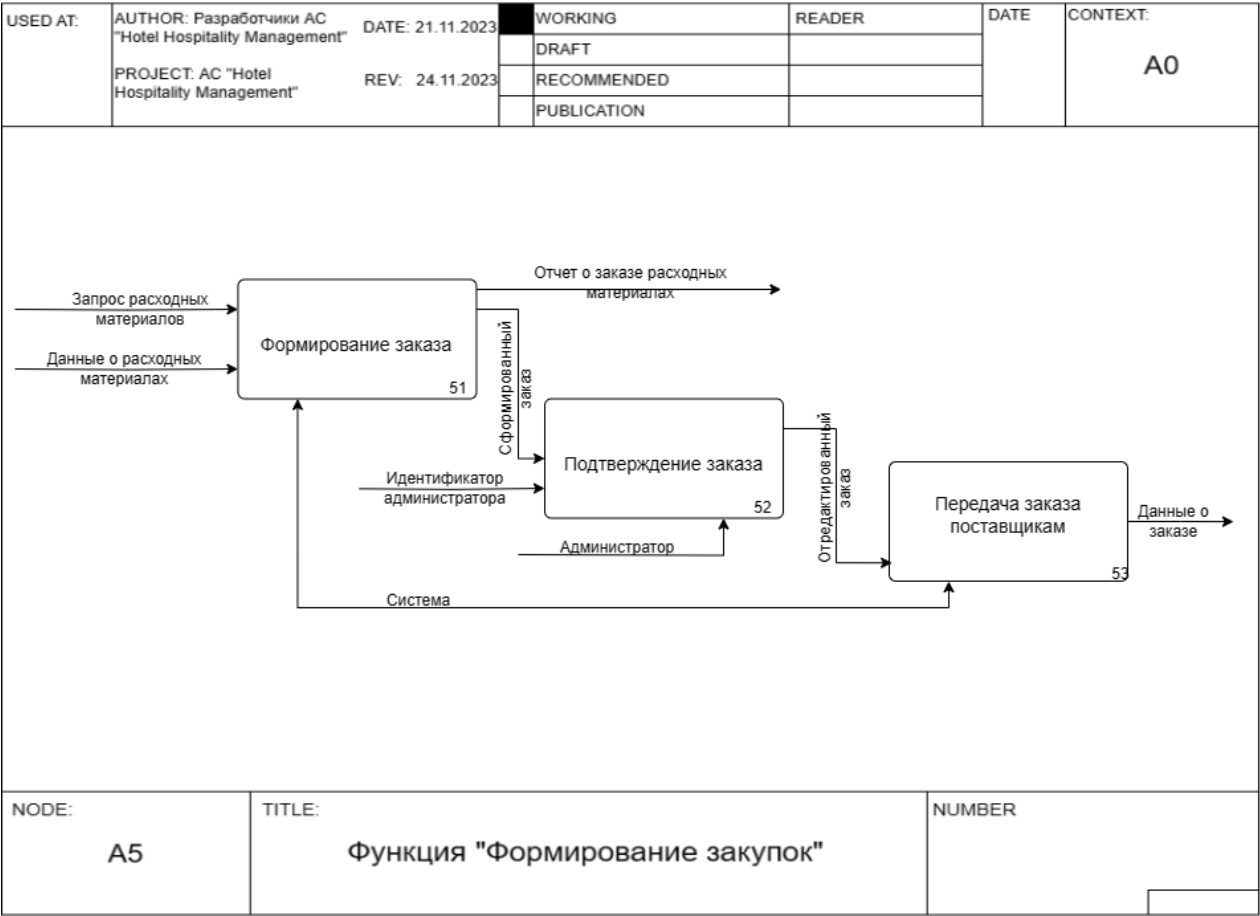 USED AT:
AUTHOR: Разработчики АС
"Hotel Hospitality Management"
DATE: 21.11.2023
PROJECT: АС "Hotel
Hospitality Management"
REV: 24.11.2023
WORKING
DRAFT
RECOMMENDED
PUBLICATION
READER
DATE
CONTEXT:
A0
Запрос расходных
материалов
Данные о расходных
материалах
Формирование заказа
51
Отчет о заказе расходных
материалах
Сформированный
заказ
Идентификатор
администратора
Подтверждение заказа
52
Администратор
Отредактированный
заказ
Передача заказа
поставщикам
53
Данные о
заказе
Система
NODE:
A5
TITLE:
Функция "Формирование закупок"
NUMBER